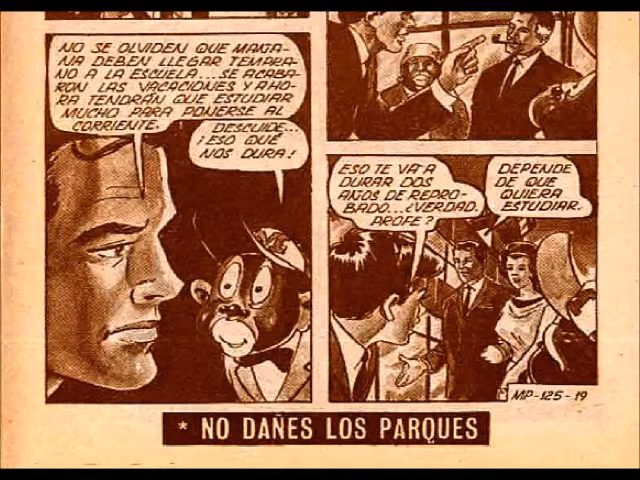 NO SE OLVIDEN QUE MAÑA-
NA DEBEN LLEGAR TEMPRA-
NO A LA ESCUELA...SE ACABA-
RON LAS VACACIONES Y AHO-
RA TENDRÁN QUE ESTUDIAR
MUCHO PARA PONERSE AL
CORRIENTE.
DESCUIDE...
¡ESO QUÉ
NOS DURA!
ESO TE VA A
DURAR DOS
AÑOS DE REPRO-
BADO...¿VERDAD,
PROFE?
DEPENDE
DE QUE
QUIERA
ESTUDIAR.
MP-125-19
* NO DAÑES LOS PARQUES